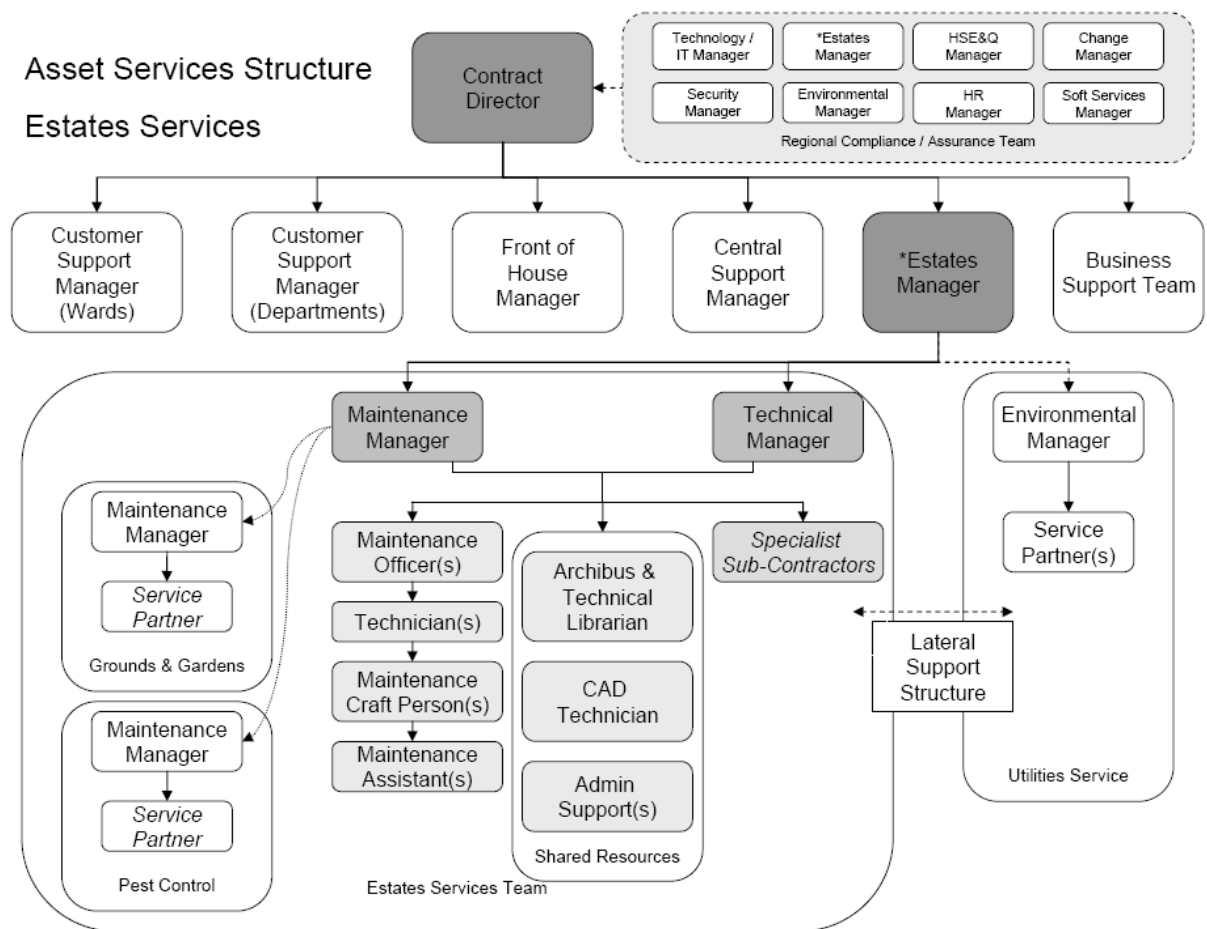 Asset Services Structure
Estates Services
Contract
Director
Technology /
IT Manager
*Estates
Manager
HSE&Q
Manager
Change
Manager
Security
Manager
Environmental
Manager
HR
Manager
Soft Services
Manager
Regional Compliance / Assurance Team
Customer
Support
Manager
(Wards)
Customer
Support
Manager
(Departments)
Front of
House
Manager
Central
Support
Manager
*Estates
Manager
Business
Support Team
Maintenance
Manager
Technical
Manager
Environmental
Manager
Service
Partner(s)
Maintenance
Manager
Service
Partner
Grounds & Gardens
Maintenance
Manager
Service
Partner
Pest Control
Maintenance
Officer(s)
Technician(s)
Maintenance
Craft Person(s)
Maintenance
Assistant(s)
Archibus &
Technical
Librarian
CAD
Technician
Admin
Support(s)
Shared Resources
Specialist
Sub-Contractors
Lateral
Support
Structure
Utilities Service
Estates Services Team